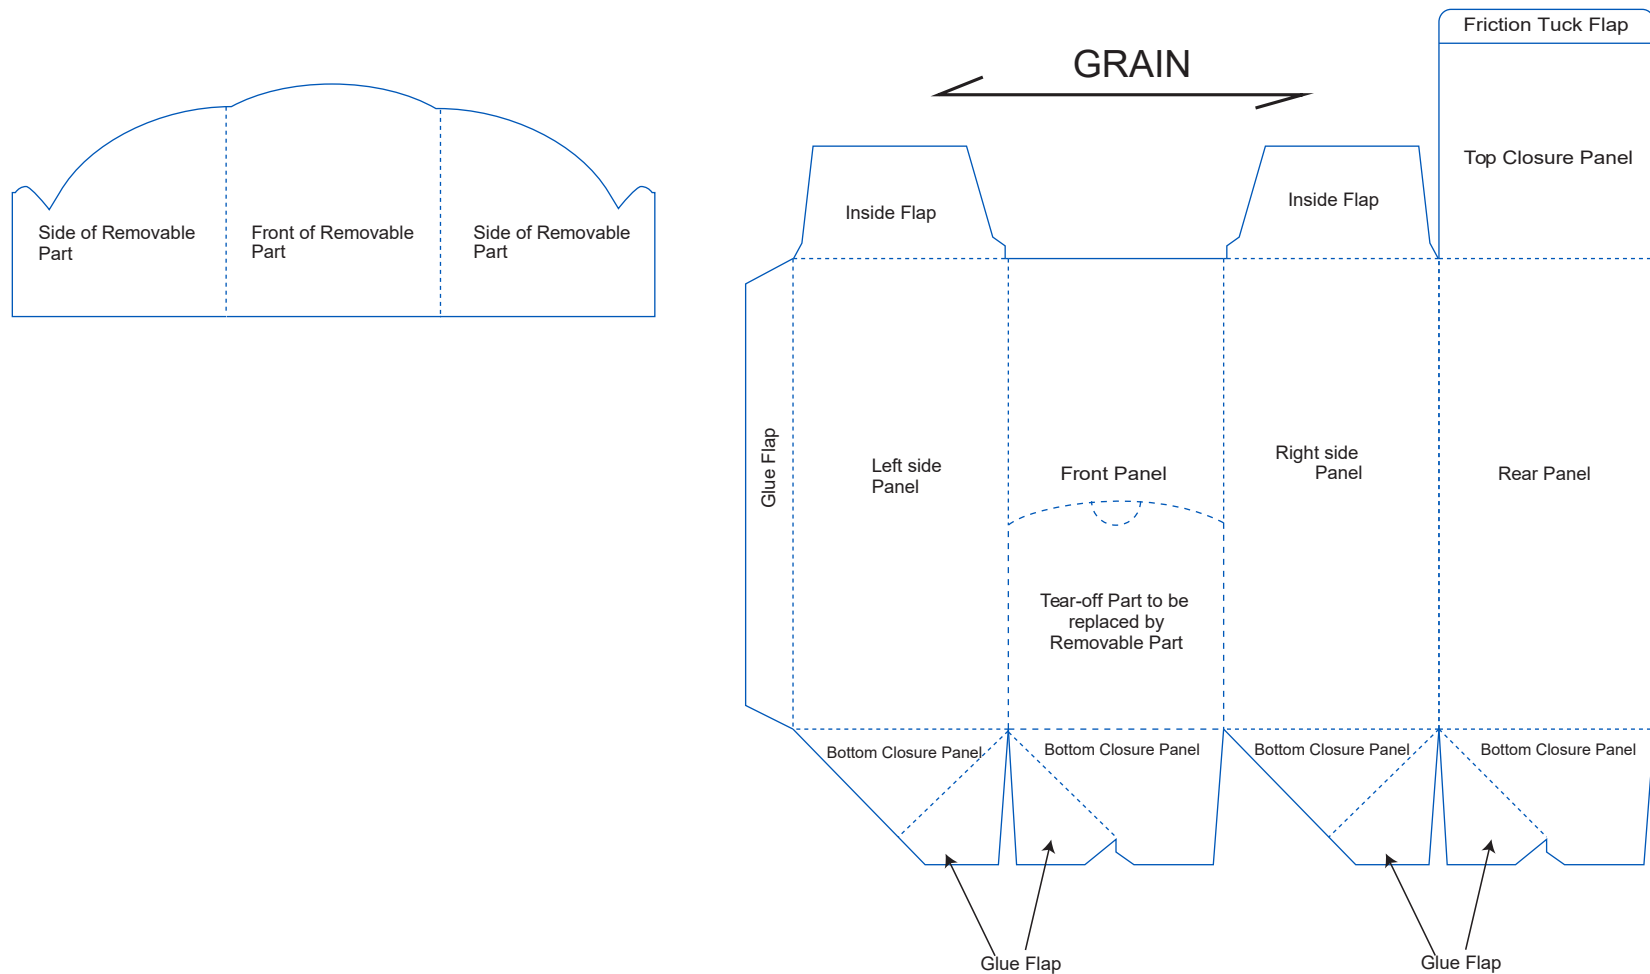 Friction Tuck Flap
GRAIN
Top Closure Panel
Inside Flap
Inside Flap
Side of Removable
Part
Front of Removable
Part
Side of Removable
Part
Glue Flap
Left side
Panel
Front Panel
Right side
Panel
Rear Panel
Tear-off Part to be
replaced by
Removable Part
Bottom Closure Panel
Bottom Closure Panel
Bottom Closure Panel
Bottom Closure Panel
Glue Flap
Glue Flap